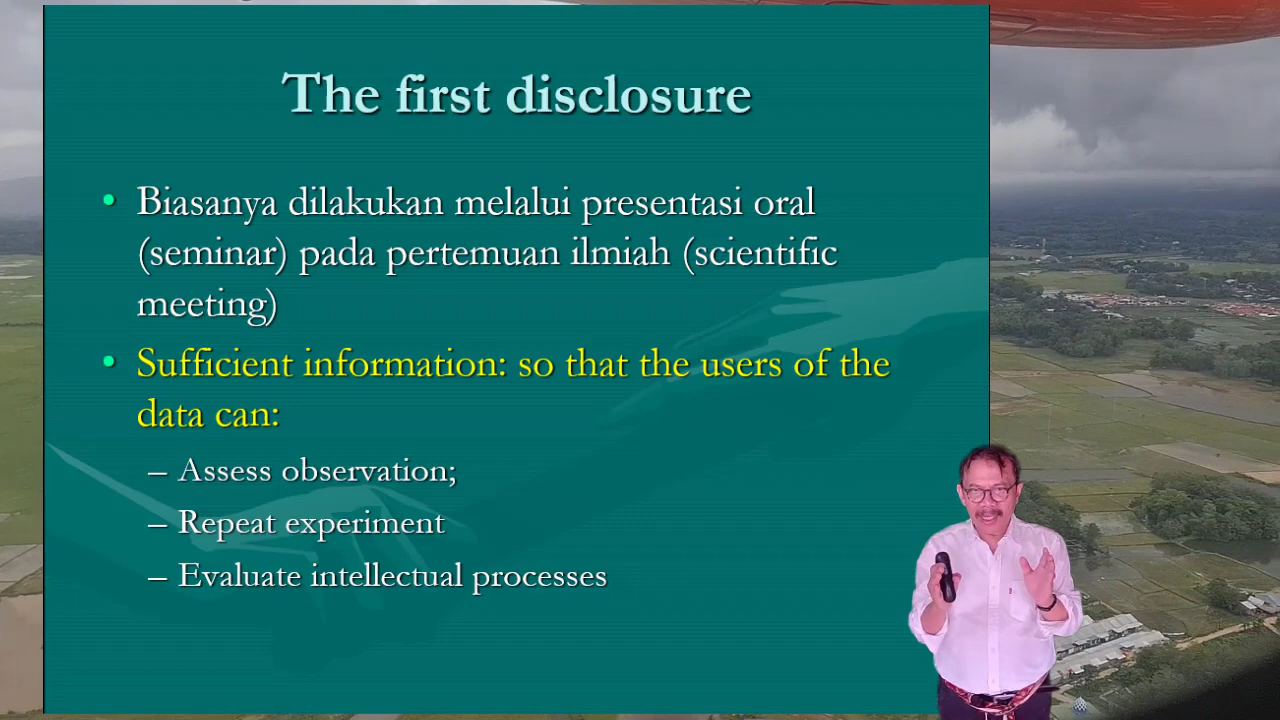 The first disclosure
• Biasanya dilakukan melalui presentasi oral
(seminar) pada pertemuan ilmiah (scientific
meeting)
• Sufficient information: so that the users of the
data can:
– Assess observation;
– Repeat experiment
– Evaluate intellectual processes